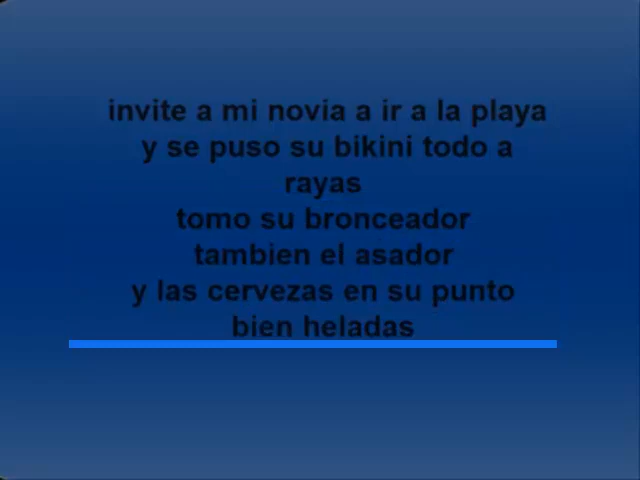 invite a mi novia a ir a la playa
y se puso su bikini todo a
rayas
tomo su bronceador
tambien el asador
y las cervezas en su punto
bien heladas